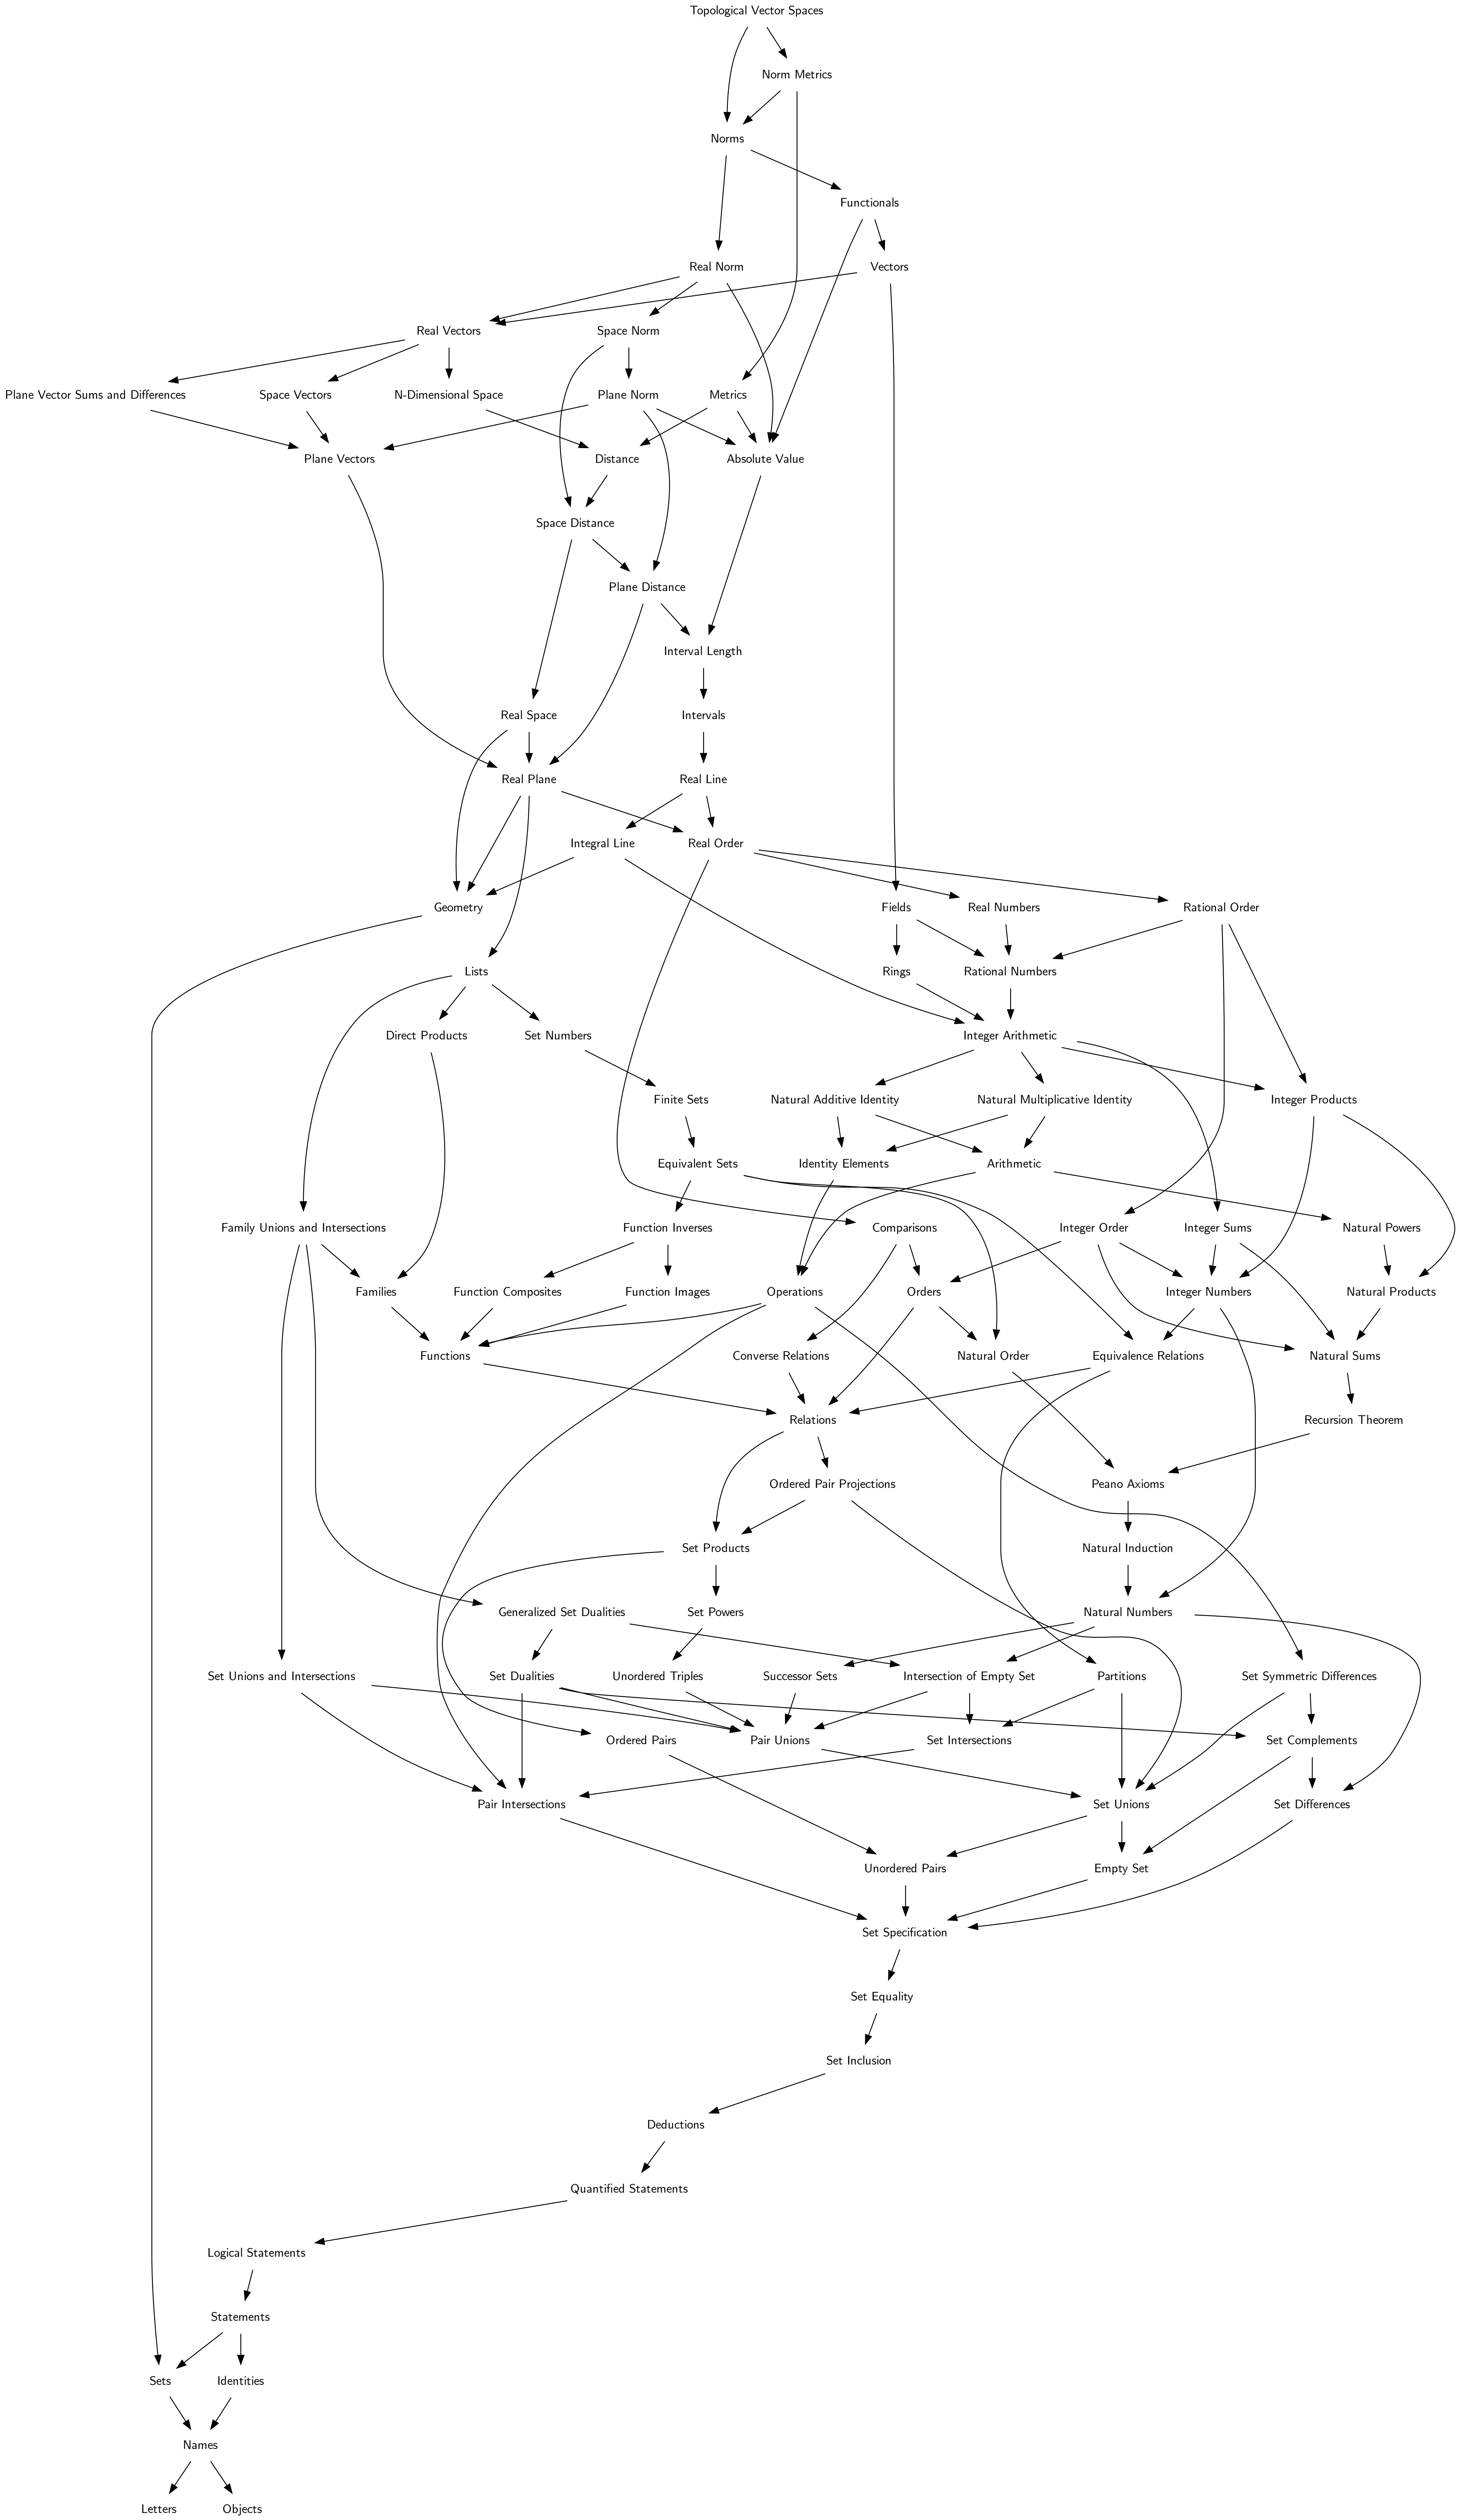 Topological Vector Spaces
Norm Metrics
Norms
Functionals
Real Norm
Vectors
Real Vectors
Space Norm
Plane Vector Sums and Differences
Space Vectors
N-Dimensional Space
Plane Norm
Metrics
Plane Vectors
Distance
Absolute Value
Space Distance
Plane Distance
Interval Length
Real Space
Intervals
Real Plane
Real Line
Integral Line
Real Order
Geometry
Fields
Real Numbers
Rational Order
Lists
Rings
Rational Numbers
Direct Products
Set Numbers
Integer Arithmetic
Finite Sets
Natural Additive Identity
Natural Multiplicative Identity
Integer Products
Equivalent Sets
Identity Elements
Arithmetic
Family Unions and Intersections
Function Inverses
Comparisons
Integer Order
Integer Sums
Natural Powers
Families
Function Composites
Function Images
Operations
Orders
Integer Numbers
Natural Products
Functions
Converse Relations
Natural Order
Equivalence Relations
Natural Sums
Relations
Recursion Theorem
Ordered Pair Projections
Peano Axioms
Set Products
Natural Induction
Generalized Set Dualities
Set Powers
Natural Numbers
Set Unions and Intersections
Set Dualities
Unordered Triples
Successor Sets
Intersection of Empty Set
Partitions
Set Symmetric Differences
Ordered Pairs
Pair Unions
Set Intersections
Set Complements
Pair Intersections
Set Unions
Set Differences
Unordered Pairs
Empty Set
Set Specification
Set Equality
Set Inclusion
Deductions
Quantified Statements
Logical Statements
Statements
Sets
Identities
Names
Letters
Objects